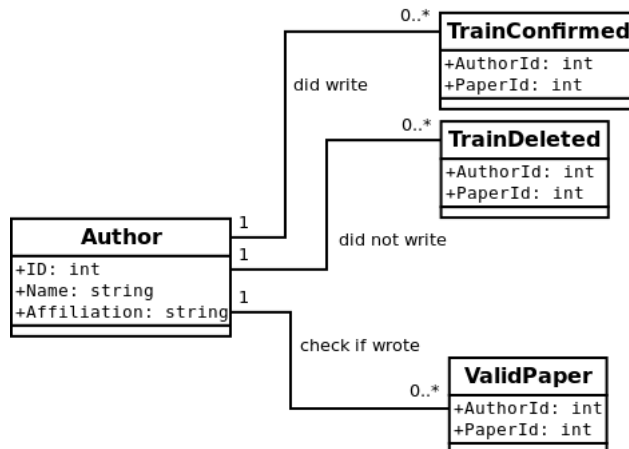 0..*
TrainConfirmed
+AuthorId: int
+PaperId: int
did write
0..*
TrainDeleted
+AuthorId: int
+PaperId: int
1
Author
did not write
1
+ID: int
+Name: string
+Affiliation: string
1
check if wrote
0..*
ValidPaper
+AuthorId: int
+PaperId: int